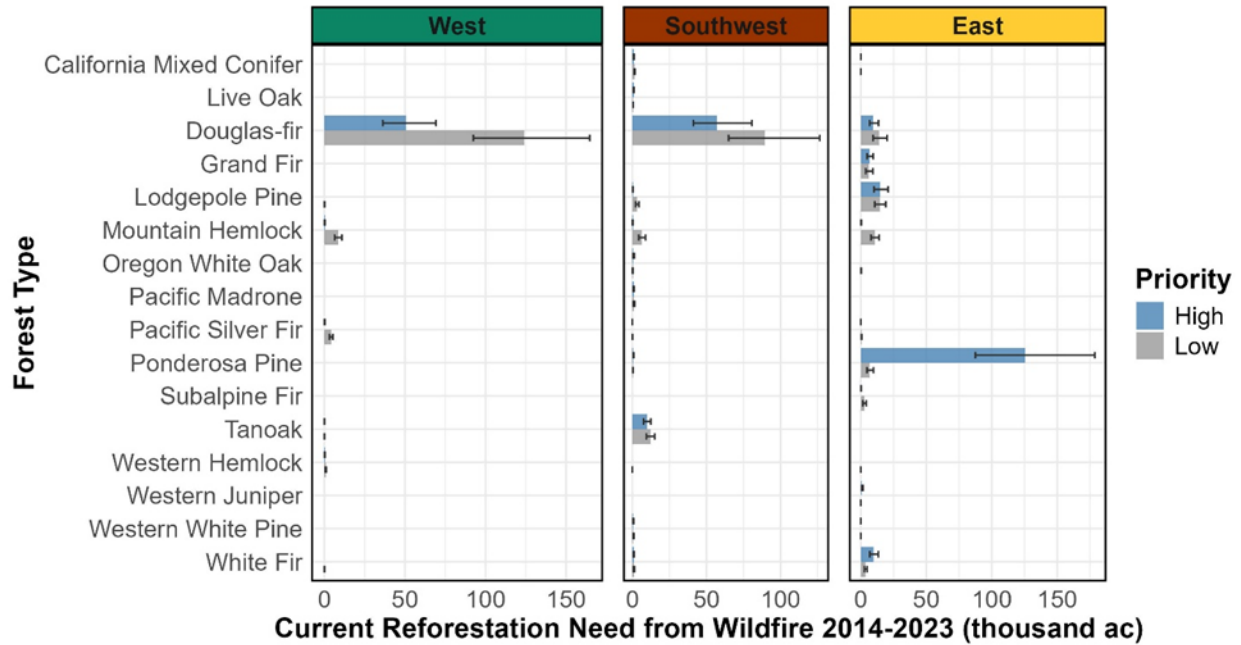 West Southwest East
California Mixed Conifer
Live Oak
Douglas-fir
Grand Fir
Lodgepole Pine
Mountain Hemlock
Oregon White Oak
Pacific Madrone
Pacific Silver Fir
Ponderosa Pine
Subalpine Fir
Tanoak
Western Hemlock
Western Juniper
Western White Pine
White Fir
Forest Type
0 50 100 150 0 50 100 0 50 100 150
Current Reforestation Need from Wildfire 2014-2023 (thousand ac)
Priority
High
Low